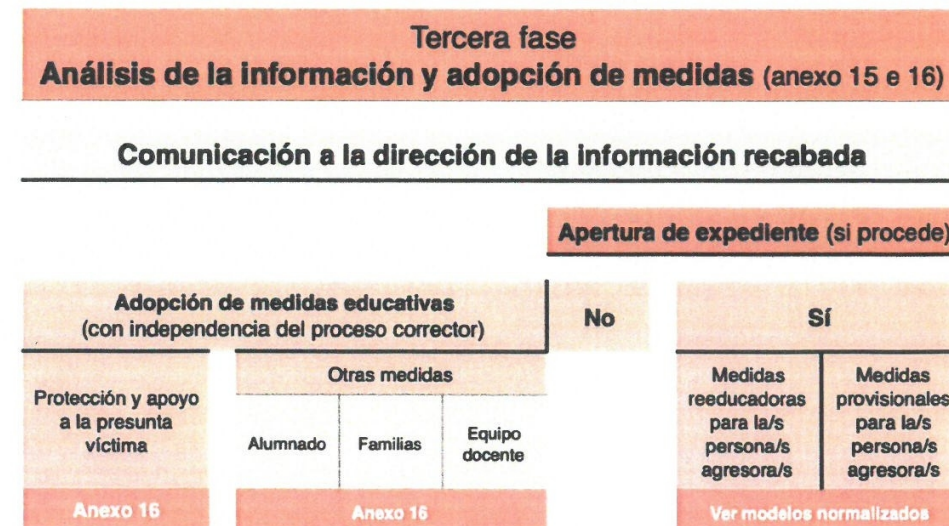 Tercera fase
Análisis de la información y adopción de medidas (anexo 15 e 16)
Comunicación a la dirección de la información recabada
Apertura de expediente (si procede)
Adopción de medidas educativas
(con independencia del proceso corrector)
No
Sí
Protección y apoyo
a la presunta
víctima
Otras medidas
Alumnado
Familias
Equipo
docente
Medidas
reeducadoras
para la/s
persona/s
agresora/s
Medidas
provisionales
para la/s
persona/s
agresora/s
Anexo 16
Anexo 16
Ver modelos normalizados